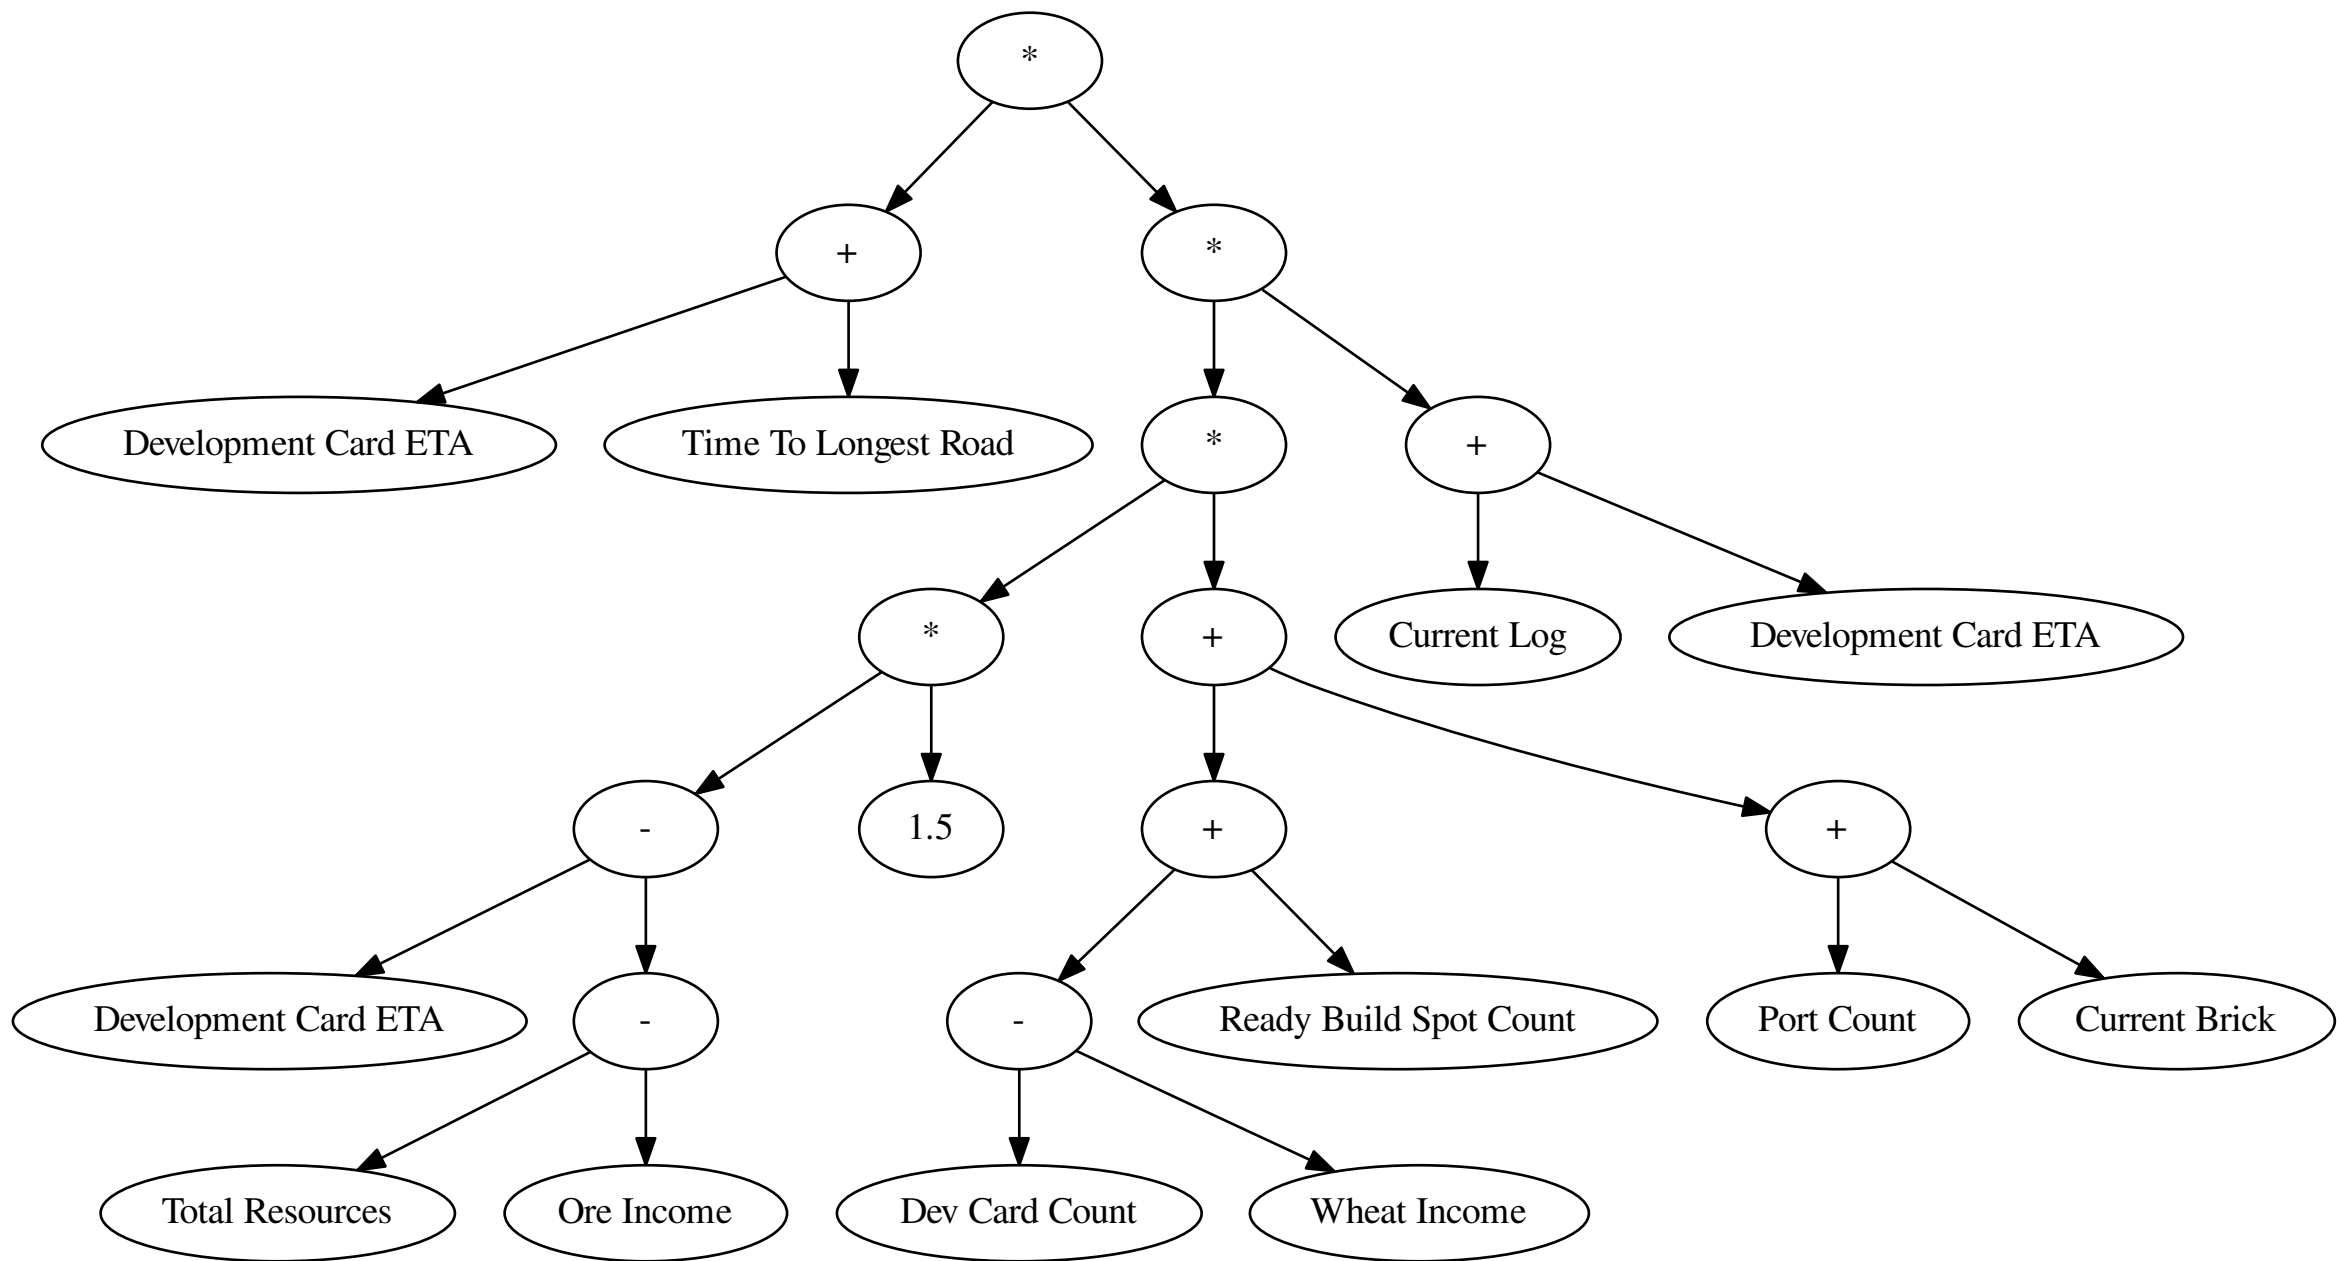 *
+
*
Development Card ETA
Time To Longest Road
*
+
*
+
Current Log
Development Card ETA
-
1.5
+
+
Development Card ETA
-
-
Ready Build Spot Count
Port Count
Current Brick
Total Resources
Ore Income
Dev Card Count
Wheat Income